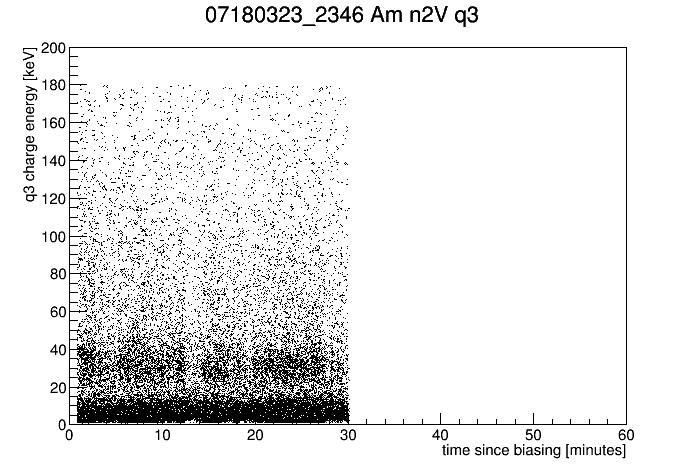 07180323_2346 Am n2V q3
q3 charge energy [keV]
200
180
160
140
120
100
80
60
40
20
0
0 10 20 30 40 50 60
time since biasing [minutes]